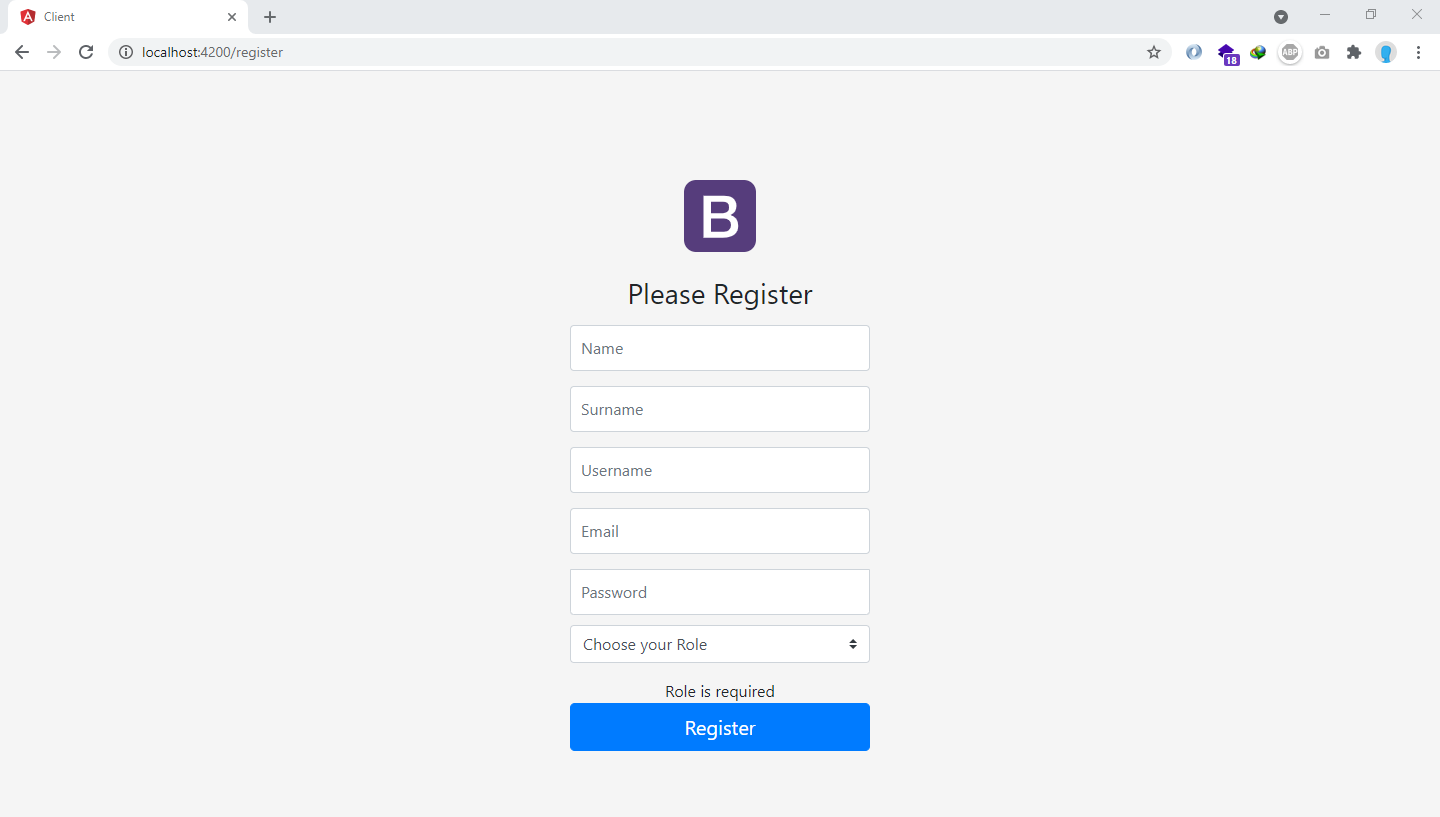 Client
localhost:4200/register
18
ABP
B
Please Register
Name
Surname
Username
Email
Password
Choose your Role
Role is required
Register